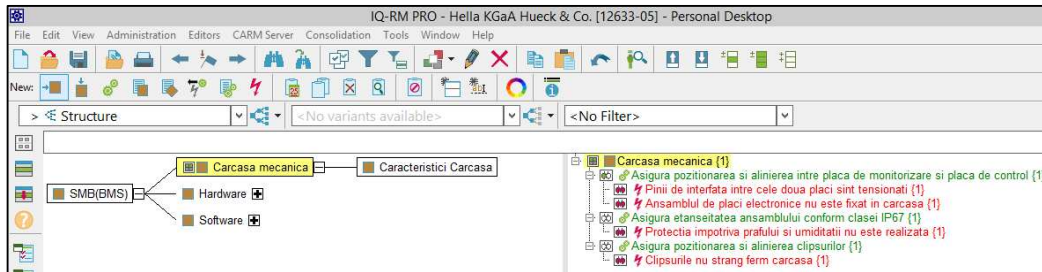 IQ-RM PRO - Hella KGaA Hueck & Co. [12633-05] - Personal Desktop
File Edit View Administration Editors CARM Server Consolidation Tools Window Help
New:
> Structure <No variants available> <No Filter>
SMB(BMS)
Carcasa mecanica
Caracteristici Carcasa
Hardware
Software
Carcasa mecanica {1}
Asigura pozitionarea si alinierea intre placa de monitorizare si placa de control {1}
Pinii de interfata intre cele doua placi sint tensionati {1}
Ansamblul de placi electronice nu este fixat in carcasa {1}
Asigura etanseitatea ansamblului conform clasei IP67 {1}
Protectia impotriva prafului si umiditatii nu este realizata {1}
Asigura pozitionarea si alinierea clipsurilor {1}
Clipsurile nu strang ferm carcasa {1}